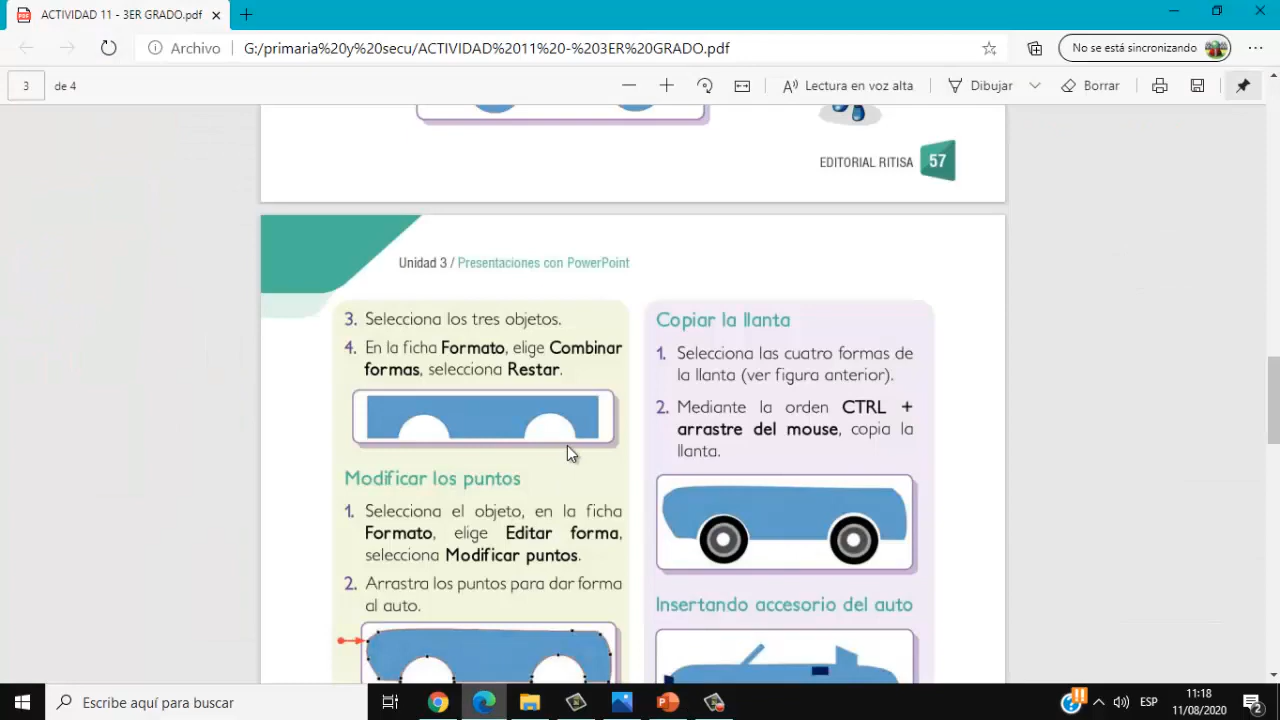 ACTIVIDAD 11 - 3ER GRADO.pdf
Archivo
G:/primaria%20y%20secu/ACTIVIDAD%2011%20-%203ER%20GRADO.pdf
No se está sincronizando
3 de 4
Lectura en voz alta
Dibujar
Borrar
EDITORIAL RITISA 57
Unidad 3 / Presentaciones con PowerPoint
3. Selecciona los tres objetos.
4. En la ficha Formato, elige Combinar
formas, selecciona Restar.
Modificar los puntos
1. Selecciona el objeto, en la ficha
Formato, elige Editar forma,
selecciona Modificar puntos.
2. Arrastra los puntos para dar forma
al auto.
Copiar la llanta
1. Selecciona las cuatro formas de
la llanta (ver figura anterior).
2. Mediante la orden CTRL +
arrastre del mouse, copia la
llanta.
Insertando accesorio del auto
Escribe aquí para buscar
ESP
11:18
11/08/2020
2